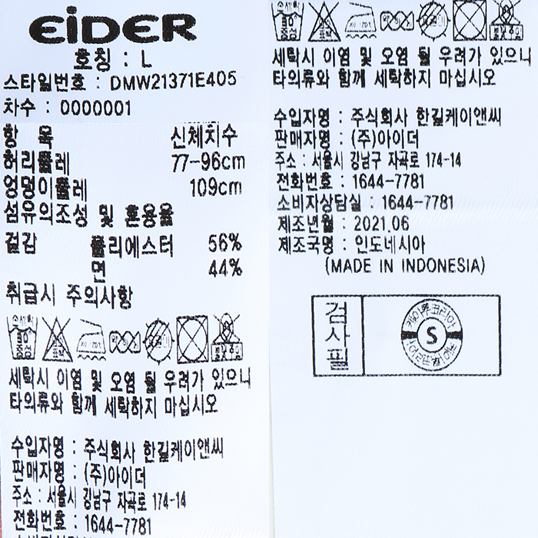 EiDER
호칭 : L
스타일번호 : DMW21371E405
차수 : 0000001
항 목 신체치수
허리둘레 77-96cm
엉덩이둘레 109cm
섬유의조성 및 혼용율
겉감 폴리에스터 56%
면 44%
취급시 주의사항
세탁시 이염 및 오염 될 우려가 있으니
타의류와 함께 세탁하지 마십시오
수입자명 : 주식회사 한길케이앤씨
판매자명 : (주)아이더
주소 : 서울시 강남구 자곡로 174-14
전화번호 : 1644-7781
세탁시 이염 및 오염 될 우려가 있으니
타의류와 함께 세탁하지 마십시오
수입자명 : 주식회사 한길케이앤씨
판매자명 : (주)아이더
주소 : 서울시 강남구 자곡로 174-14
전화번호 : 1644-7781
소비자상담실 : 1644-7781
제조년월 : 2021.06
제조국명 : 인도네시아
(MADE IN INDONESIA)
검사필
S